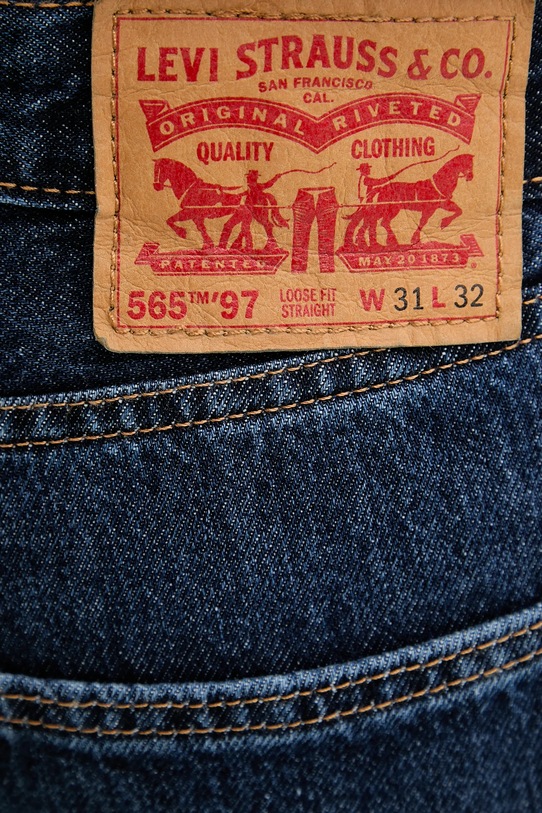 LEVI STRAUSS & CO.
SAN FRANCISCO
CAL.
ORIGINAL RIVETED
QUALITY CLOTHING
PATENTED MAY 20 1873
565™'97 LOOSE FIT STRAIGHT W 31 L 32